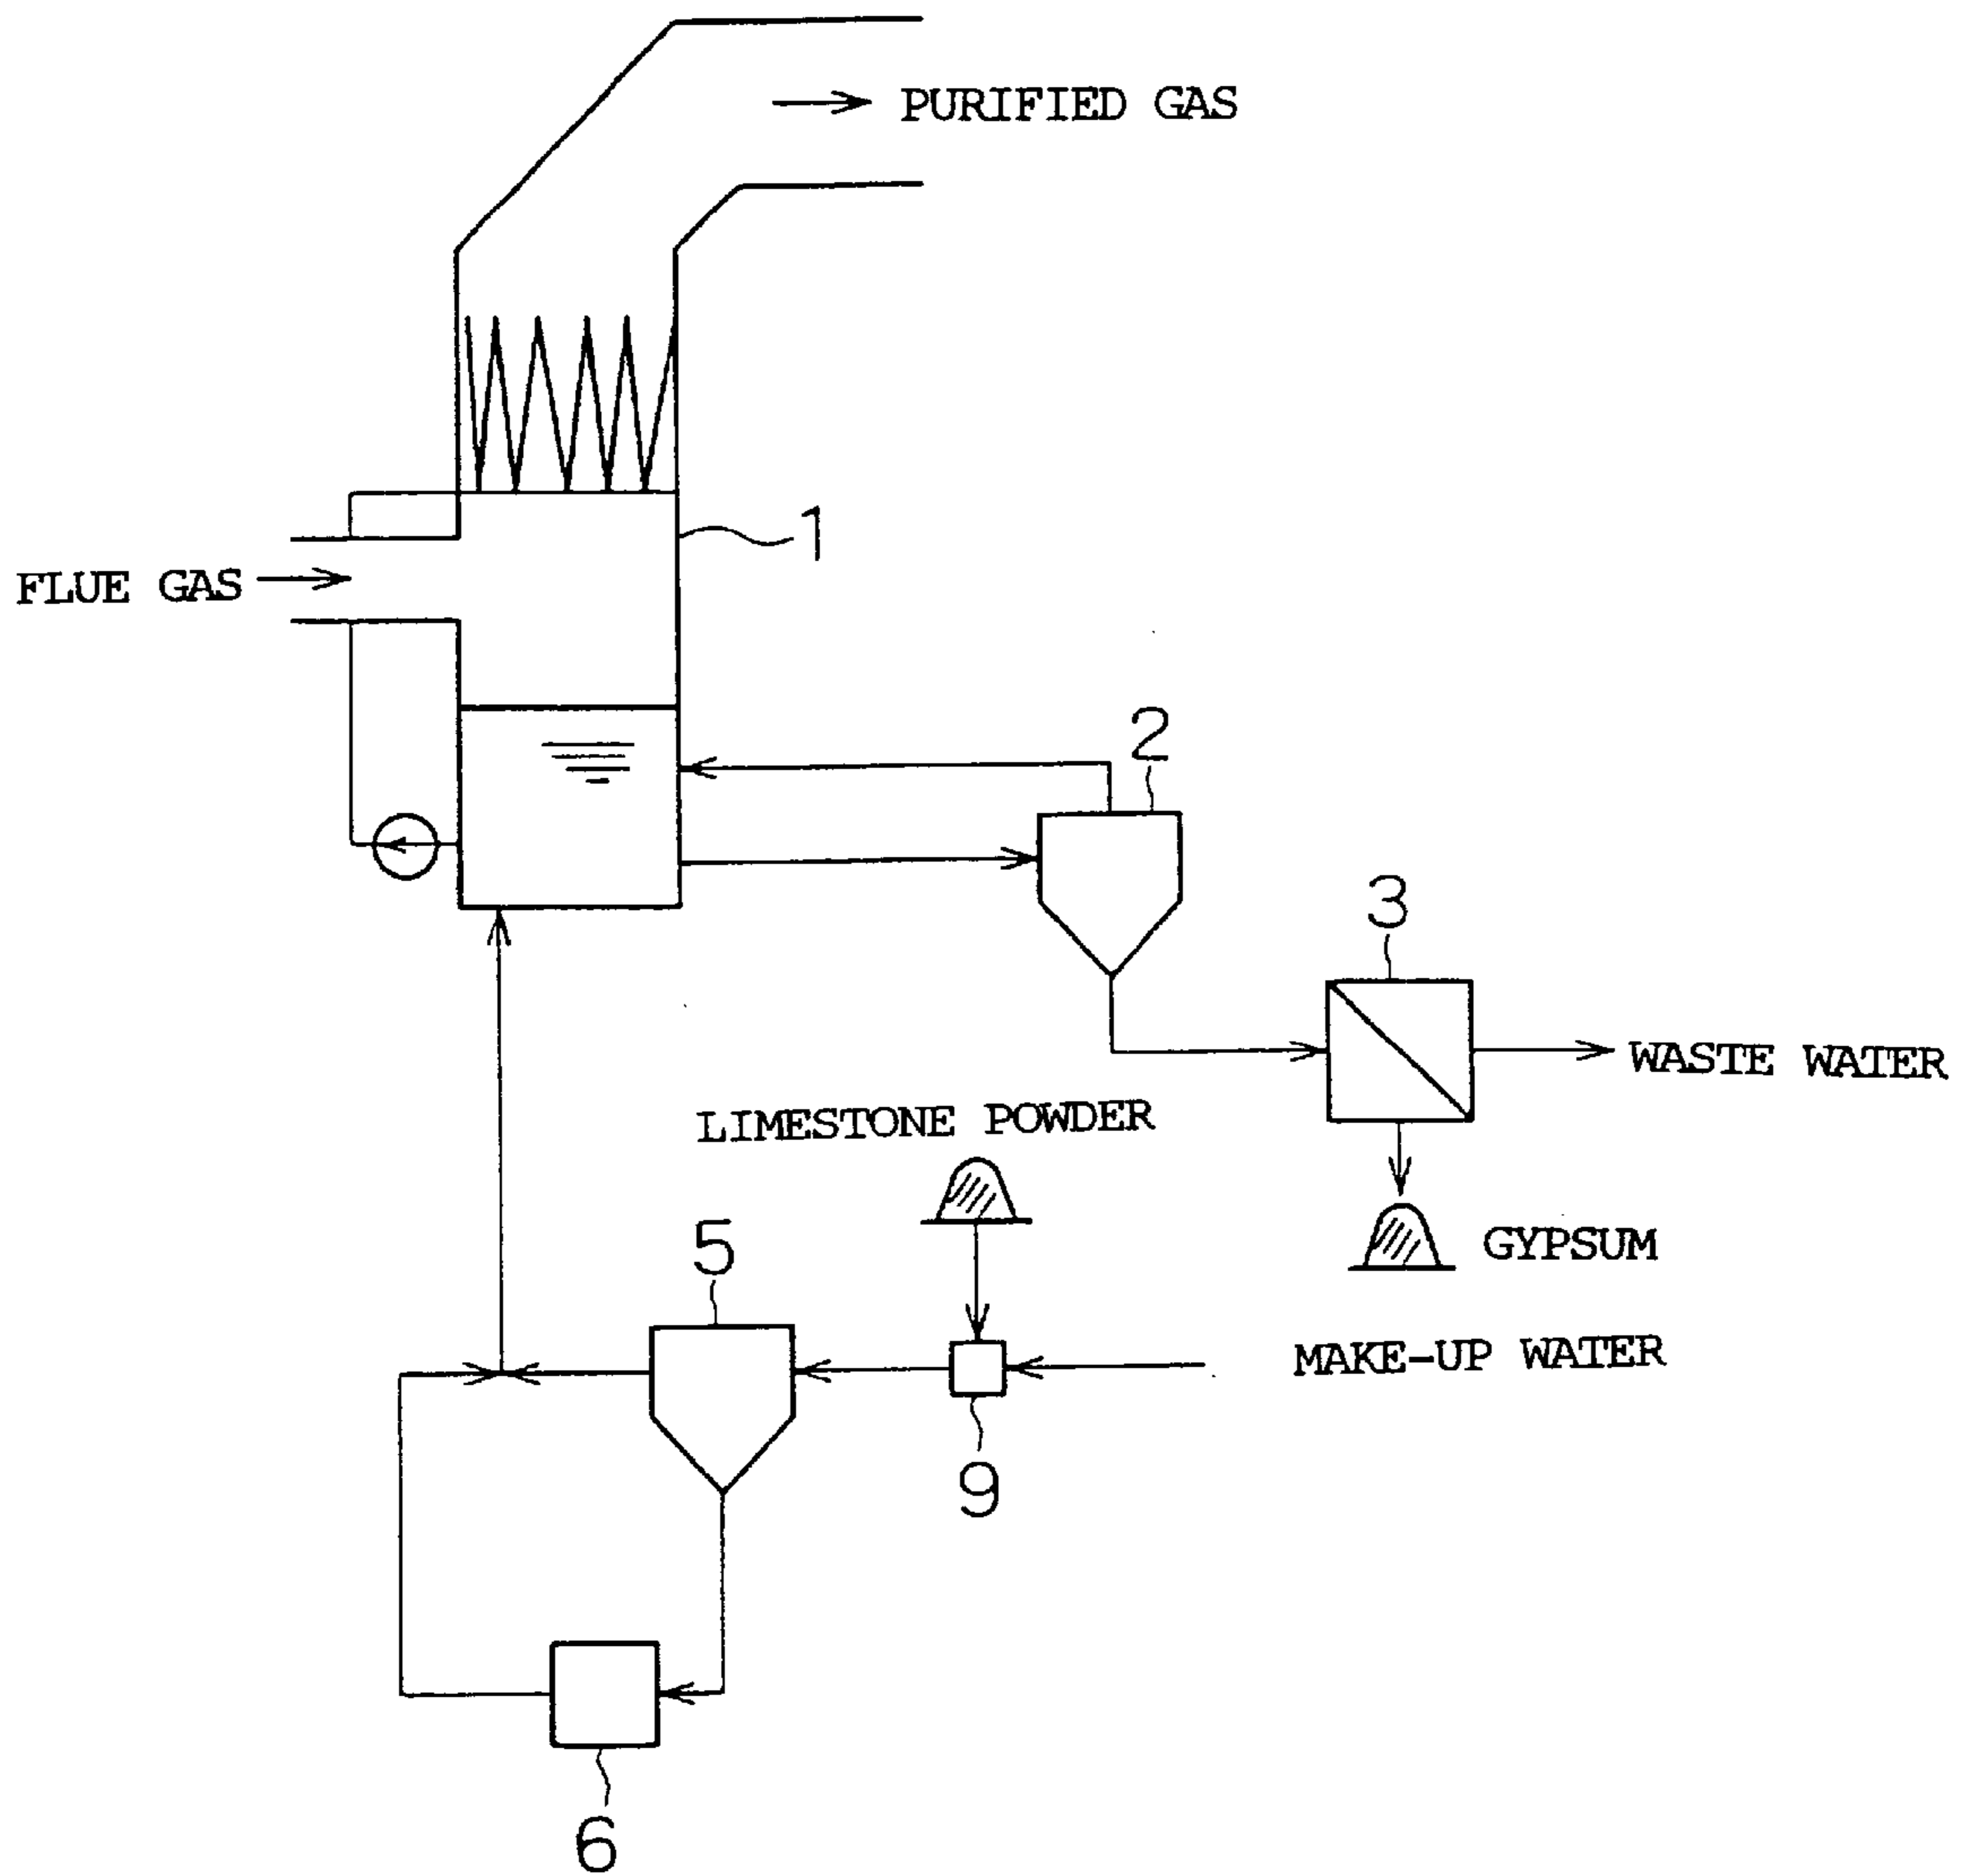 PURIFIED GAS
1
FLUE GAS
2
3
WASTE WATER
LIMESTONE POWDER
5
GYPSUM
MAKE-UP WATER
9
6